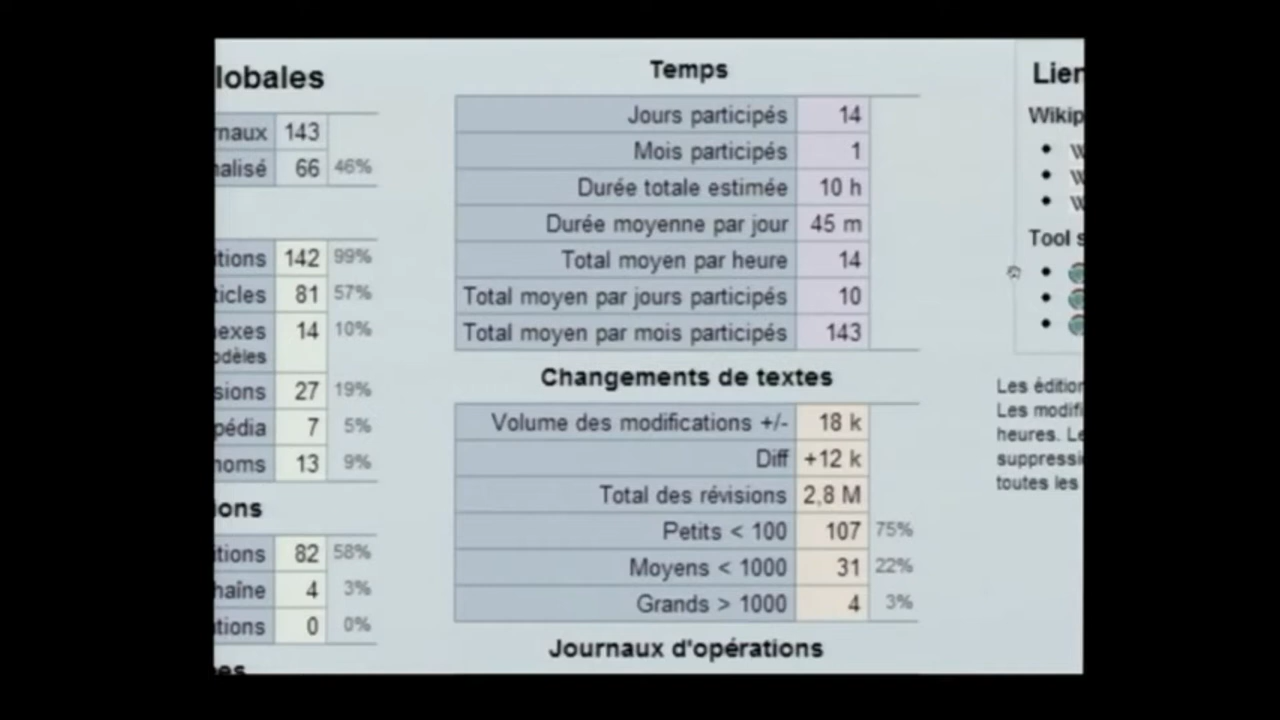 lobales
rnaux 143
nalisé 66 46%
itions 142 99%
ticles 81 57%
nexes 14 10%
odèles
sions 27 19%
pédia 7 5%
noms 13 9%
ions
itions 82 58%
haîne 4 3%
ations 0 0%
es
Temps
Jours participés 14
Mois participés 1
Durée totale estimée 10 h
Durée moyenne par jour 45 m
Total moyen par heure 14
Total moyen par jours participés 10
Total moyen par mois participés 143
Changements de textes
Volume des modifications +/- 18 k
Diff +12 k
Total des révisions 2,8 M
Petits < 100 107 75%
Moyens < 1000 31 22%
Grands > 1000 4 3%
Journaux d'opérations
Lien
Wikip
W
W
W
Tool s
Les édition
Les modifi
heures. Le
suppressi
toutes les